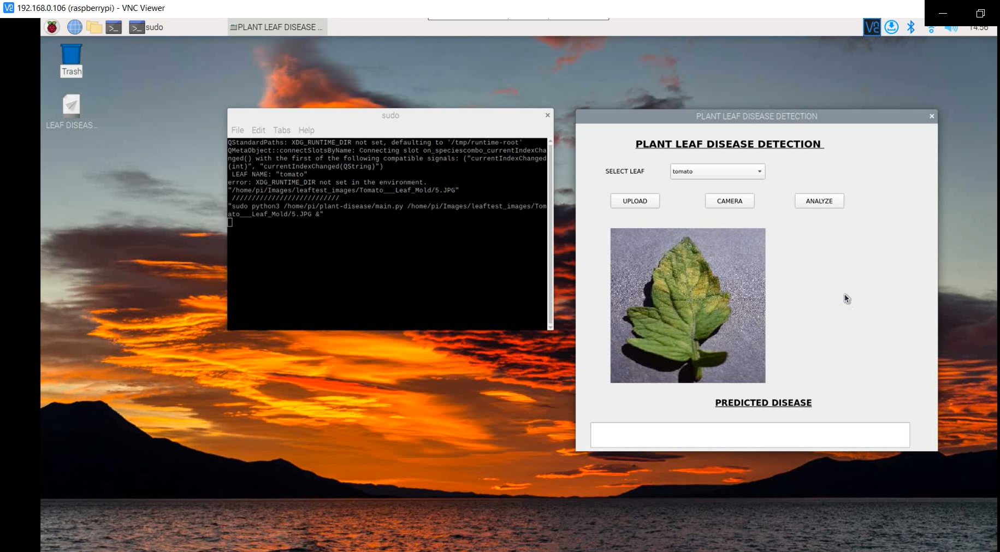 192.168.0.106 (raspberrypi) - VNC Viewer
sudo
PLANT LEAF DISEASE ...
14:56
Trash
LEAF DISEAS...
sudo
File Edit Tabs Help
QStandardPaths: XDG_RUNTIME_DIR not set, defaulting to '/tmp/runtime-root'
QMetaObject::connectSlotsByName: Connecting slot on_speciescombo_currentIndexCha
nged() with the first of the following compatible signals: ("currentIndexChanged
(int)", "currentIndexChanged(QString)")
LEAF NAME: "tomato"
error: XDG_RUNTIME_DIR not set in the environment.
"/home/pi/Images/leaftest_images/Tomato___Leaf_Mold/5.JPG"
///////////////////////////
"sudo python3 /home/pi/plant-disease/main.py /home/pi/Images/leaftest_images/Tom
ato___Leaf_Mold/5.JPG &"
PLANT LEAF DISEASE DETECTION
PLANT LEAF DISEASE DETECTION
SELECT LEAF tomato
UPLOAD CAMERA ANALYZE
PREDICTED DISEASE